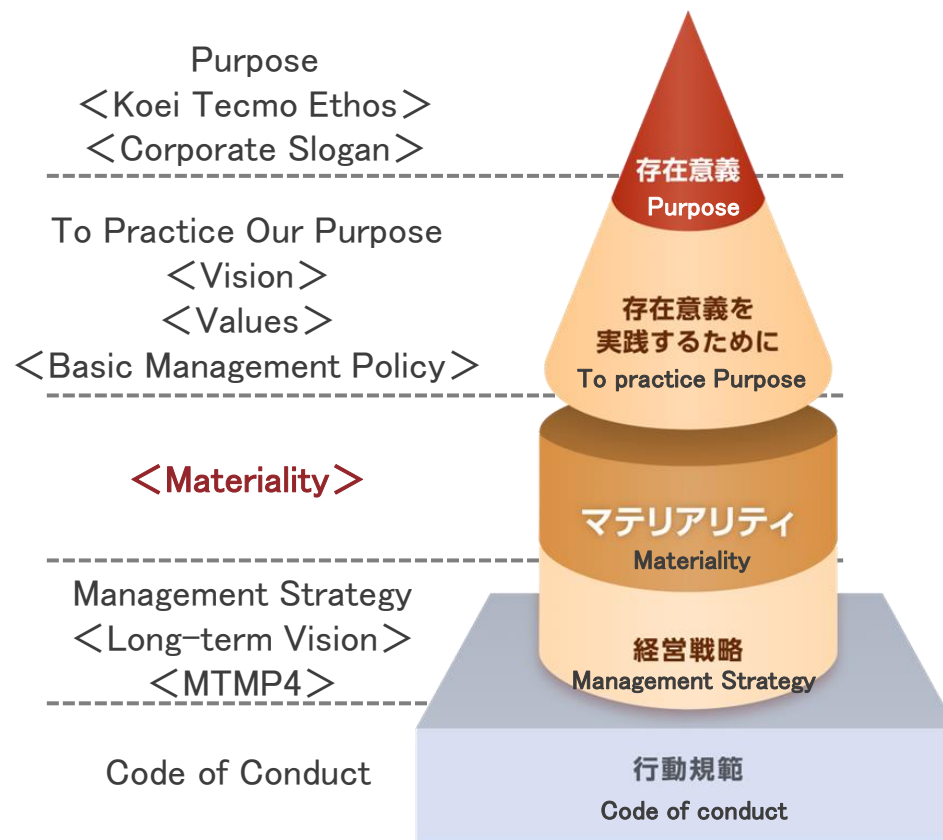 Purpose
＜Koei Tecmo Ethos＞
＜Corporate Slogan＞
存在意義
Purpose
To Practice Our Purpose
＜Vision＞
＜Values＞
＜Basic Management Policy＞
存在意義を
実践するために
To practice Purpose
＜Materiality＞
マテリアリティ
Materiality
Management Strategy
＜Long-term Vision＞
＜MTMP4＞
経営戦略
Management Strategy
Code of Conduct
行動規範
Code of conduct